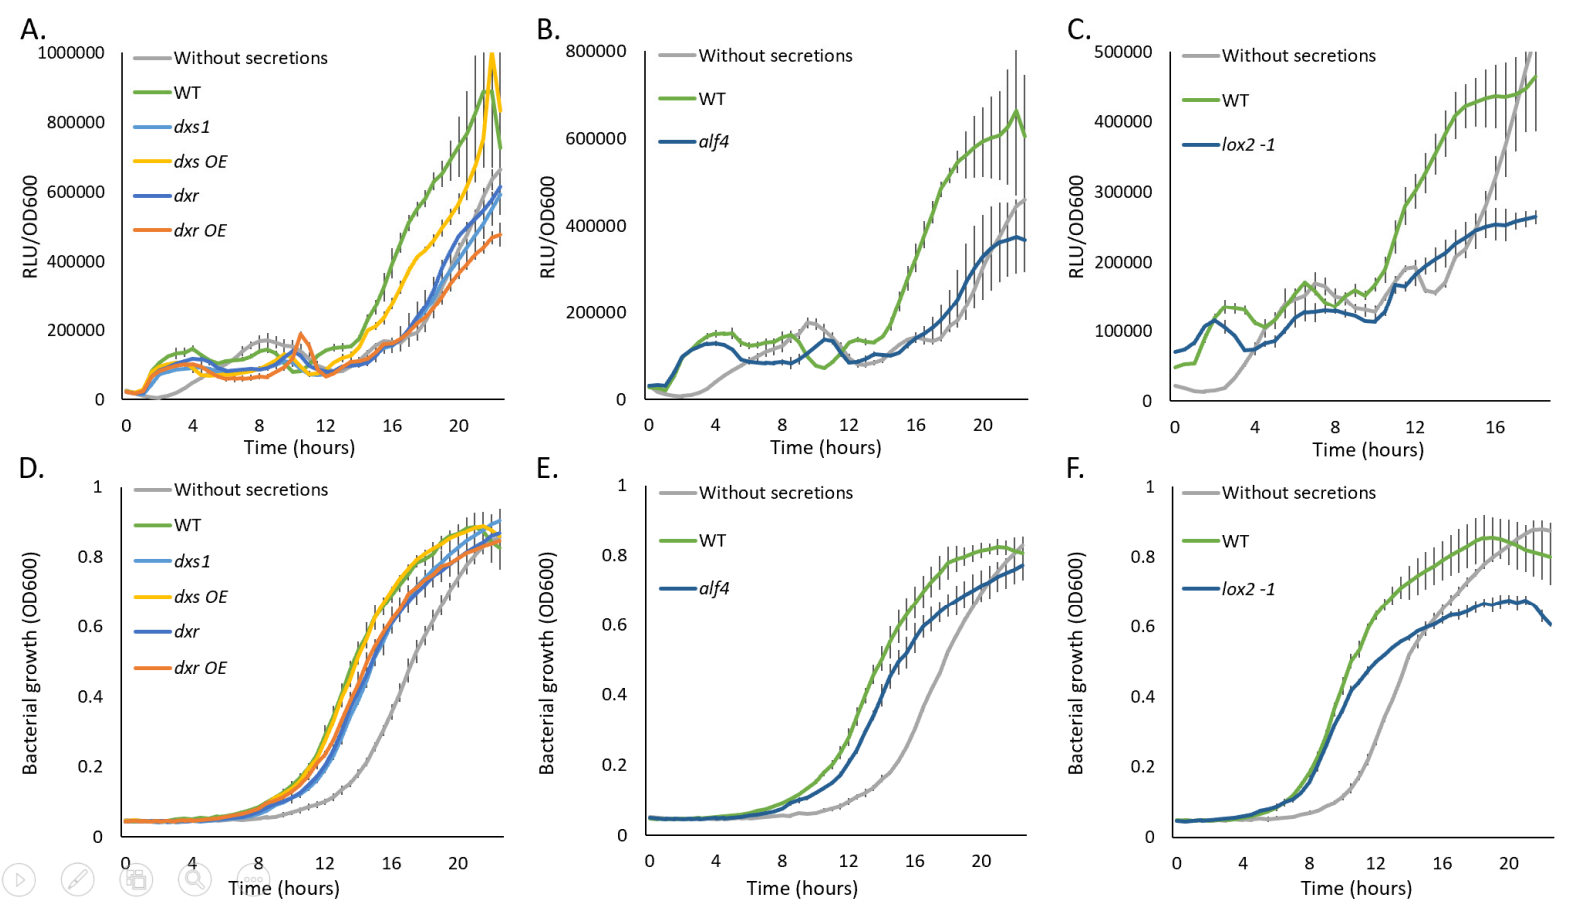 A.
1000000
800000
600000
400000
200000
0
RLU/OD600
Without secretions
WT
dxs1
dxs OE
dxr
dxr OE
0 4 8 12 16 20
Time (hours)
B.
800000
600000
400000
200000
0
RLU/OD600
Without secretions
WT
alf4
0 4 8 12 16 20
Time (hours)
C.
500000
400000
300000
200000
100000
0
RLU/OD600
Without secretions
WT
lox2 -1
0 4 8 12 16
Time (hours)
D.
1
0.8
0.6
0.4
0.2
0
Bacterial growth (OD600)
Without secretions
WT
dxs1
dxs OE
dxr
dxr OE
0 4 8 12 16 20
Time (hours)
E.
1
0.8
0.6
0.4
0.2
0
Bacterial growth (OD600)
Without secretions
WT
alf4
0 4 8 12 16 20
Time (hours)
F.
1
0.8
0.6
0.4
0.2
0
Bacterial growth (OD600)
Without secretions
WT
lox2 -1
0 4 8 12 16 20
Time (hours)